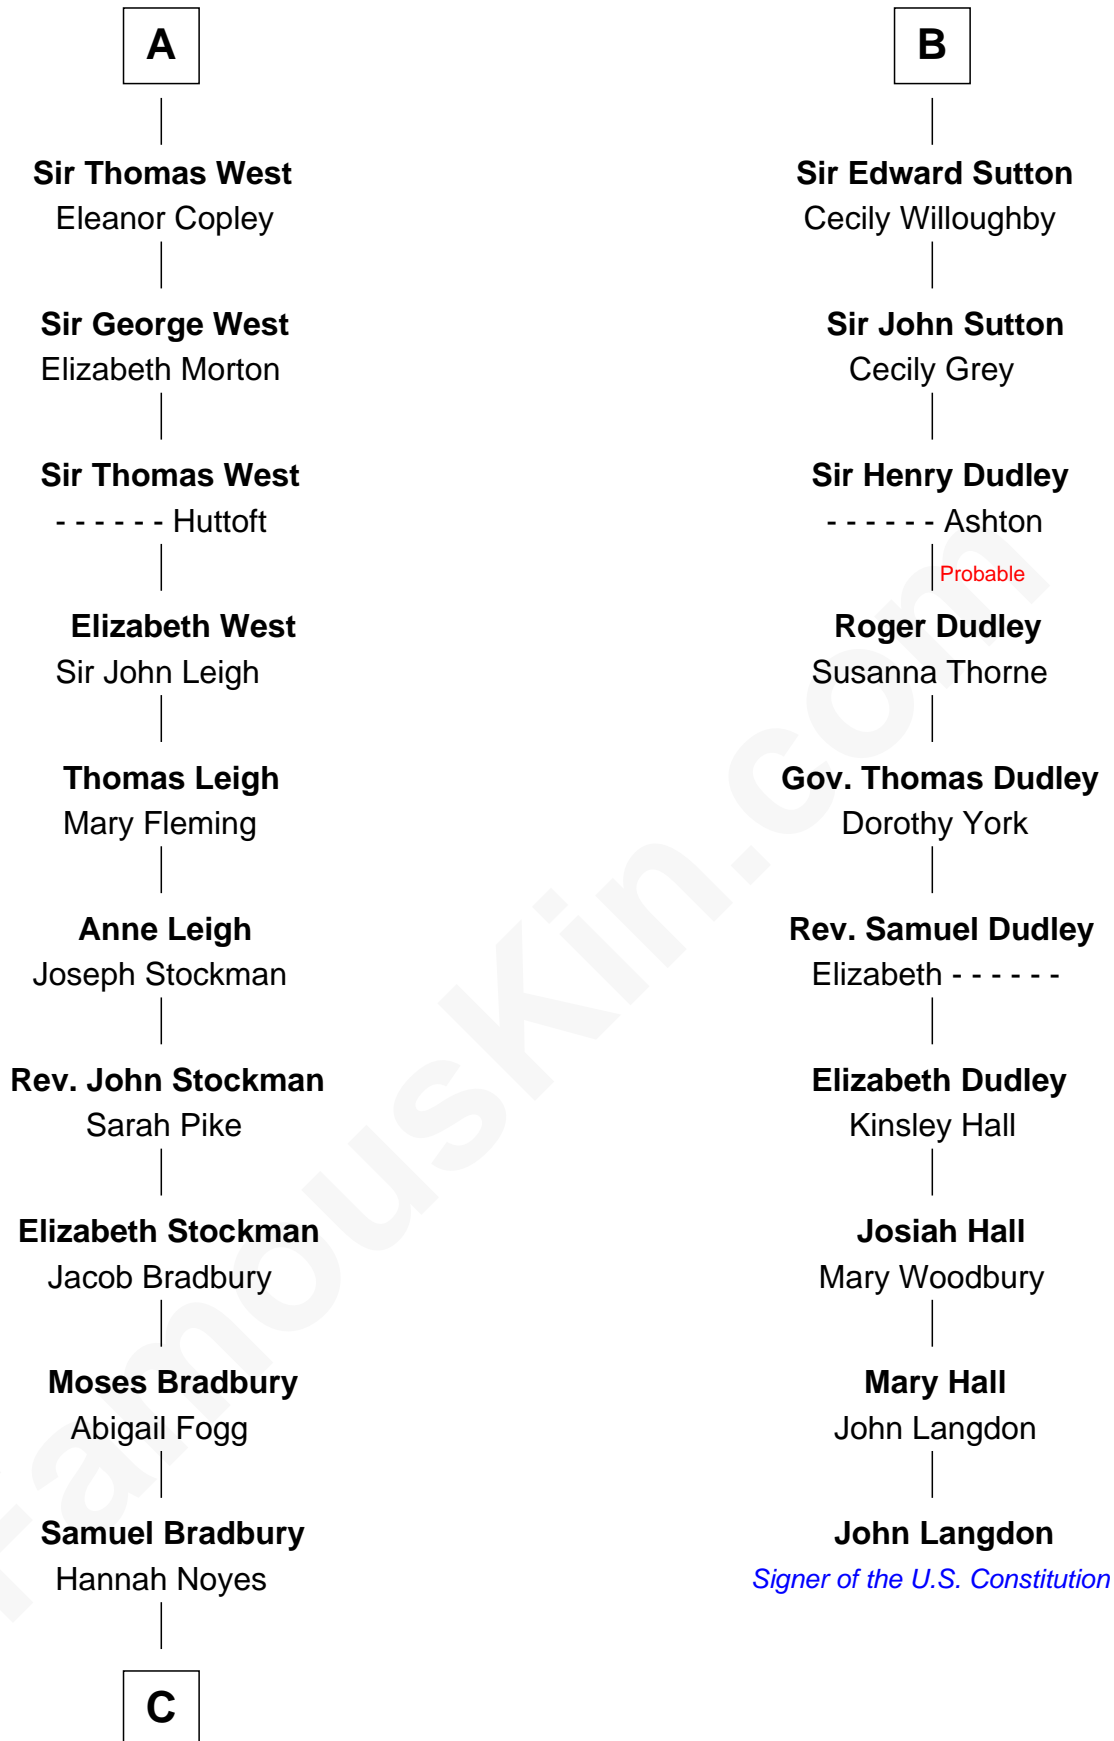 A
Sir Thomas West
Eleanor Copley
Sir George West
Elizabeth Morton
Sir Thomas West
- - - - - - Huttoft
Elizabeth West
Sir John Leigh
Thomas Leigh
Mary Fleming
Anne Leigh
Joseph Stockman
Rev. John Stockman
Sarah Pike
Elizabeth Stockman
Jacob Bradbury
Moses Bradbury
Abigail Fogg
Samuel Bradbury
Hannah Noyes
C
B
Sir Edward Sutton
Cecily Willoughby
Sir John Sutton
Cecily Grey
Sir Henry Dudley
- - - - - - Ashton
Probable
Roger Dudley
Susanna Thorne
Gov. Thomas Dudley
Dorothy York
Rev. Samuel Dudley
Elizabeth - - - - - -
Elizabeth Dudley
Kinsley Hall
Josiah Hall
Mary Woodbury
Mary Hall
John Langdon
John Langdon
Signer of the U.S. Constitution
FamousKin.com